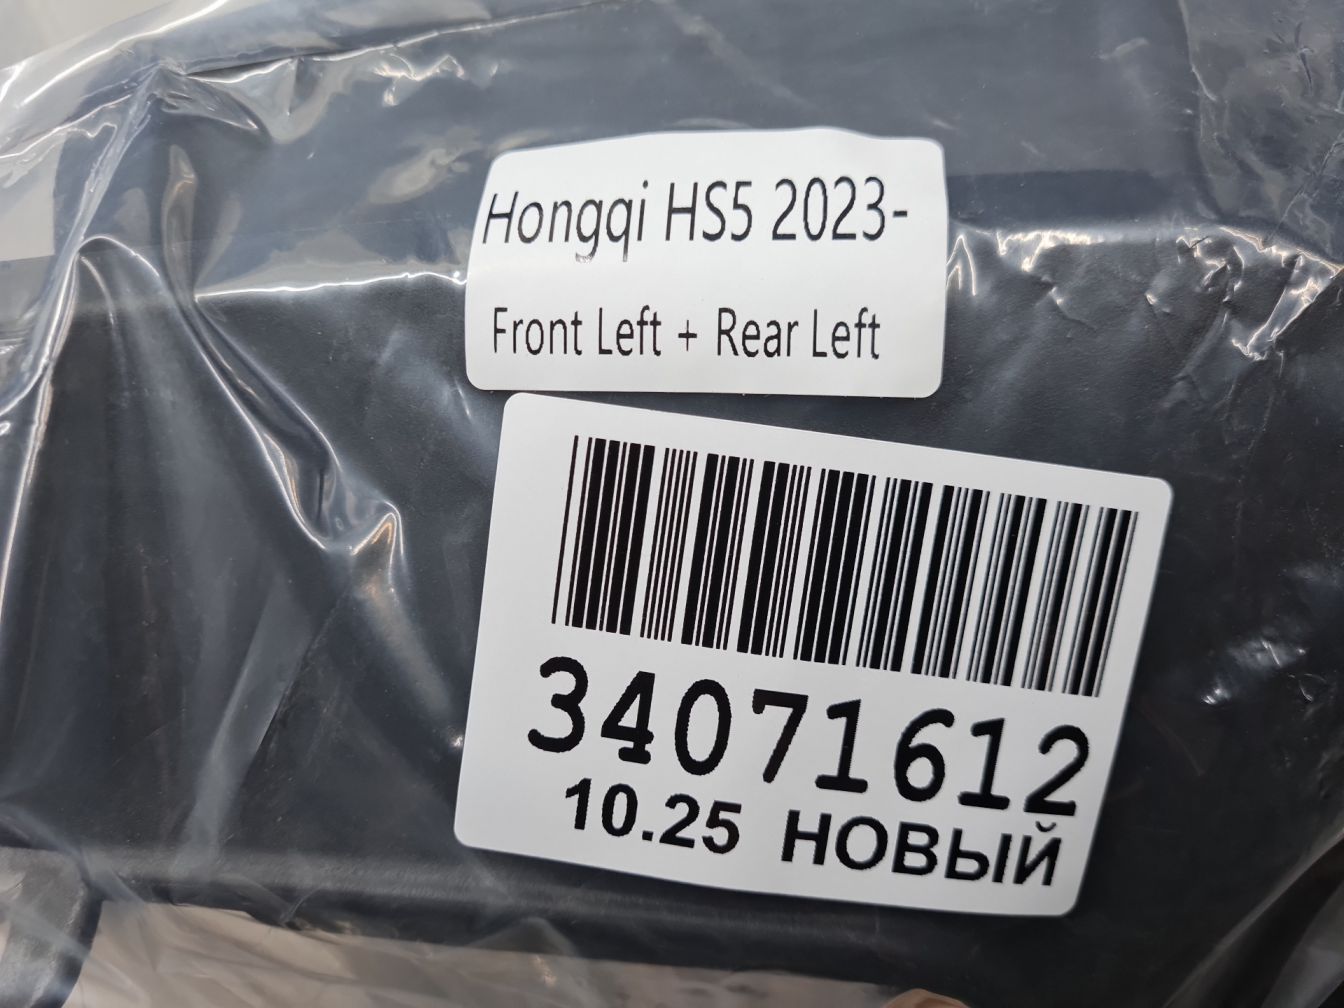 Hongqi HS5 2023-
Front Left + Rear Left
34071612
10.25 НОВЫЙ